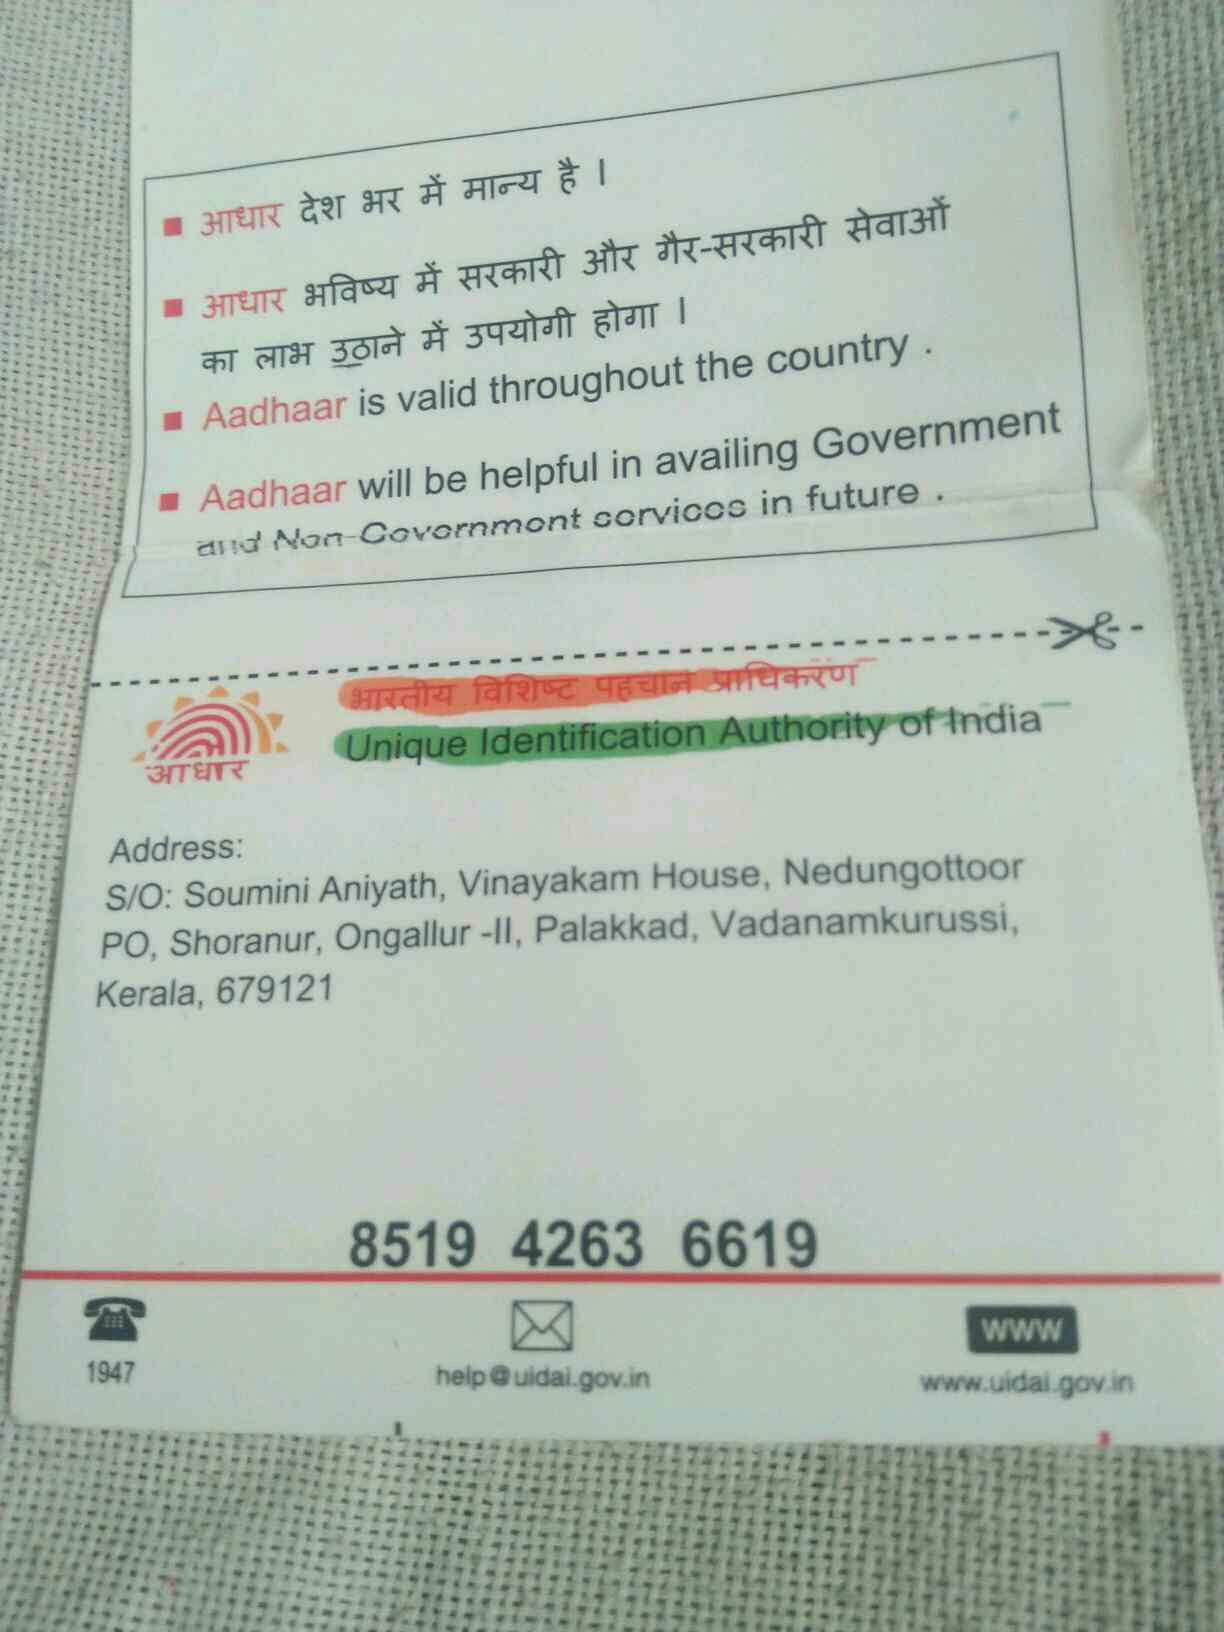 ■ आधार देश भर में मान्य है ।
■ आधार भविष्य में सरकारी और गैर-सरकारी सेवाओं
का लाभ उठाने में उपयोगी होगा ।
■ Aadhaar is valid throughout the country .
■ Aadhaar will be helpful in availing Government
and Non-Government services in future .
भारतीय विशिष्ट पहचान प्राधिकरण
Unique Identification Authority of India
आधार
Address:
S/O: Soumini Aniyath, Vinayakam House, Nedungottoor
PO, Shoranur, Ongallur -II, Palakkad, Vadanamkurussi,
Kerala, 679121
8519 4263 6619
1947
help@uidai.gov.in
www
www.uidai.gov.in